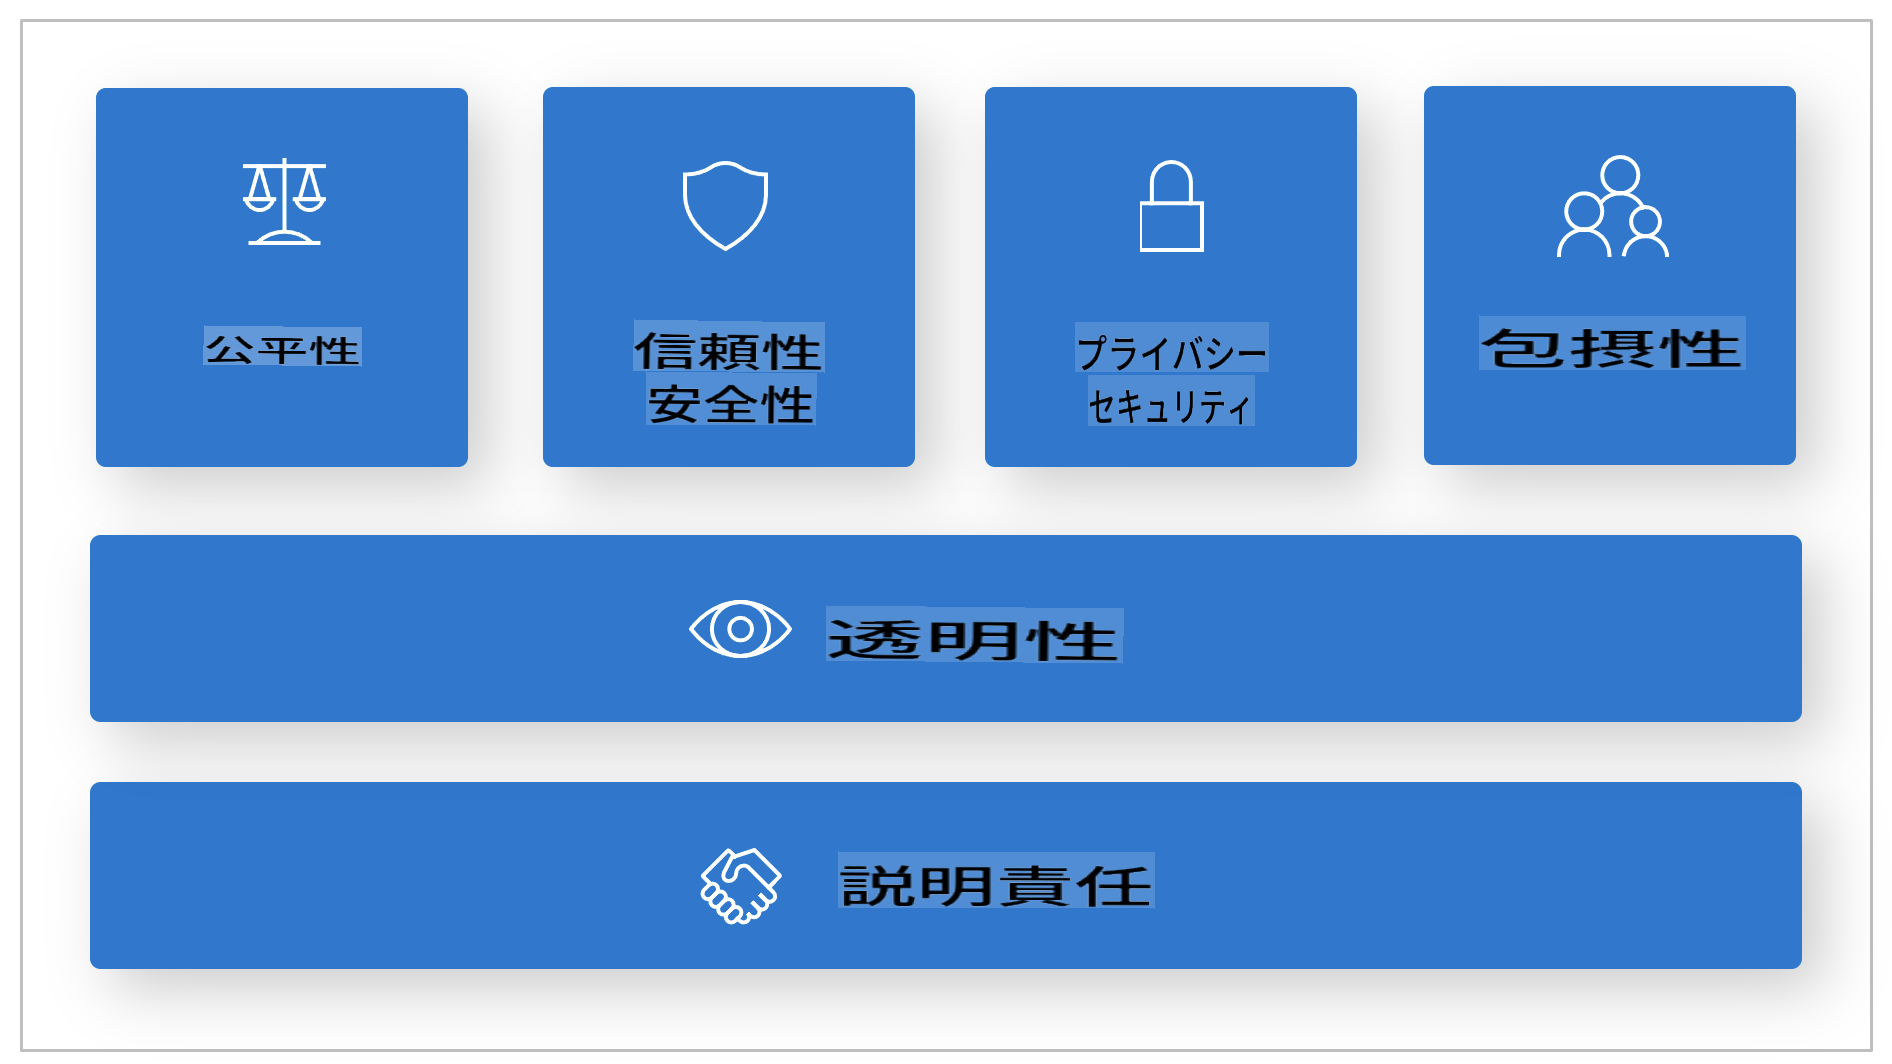 公平性
信頼性
安全性
プライバシー
セキュリティ
包摂性
透明性
説明責任